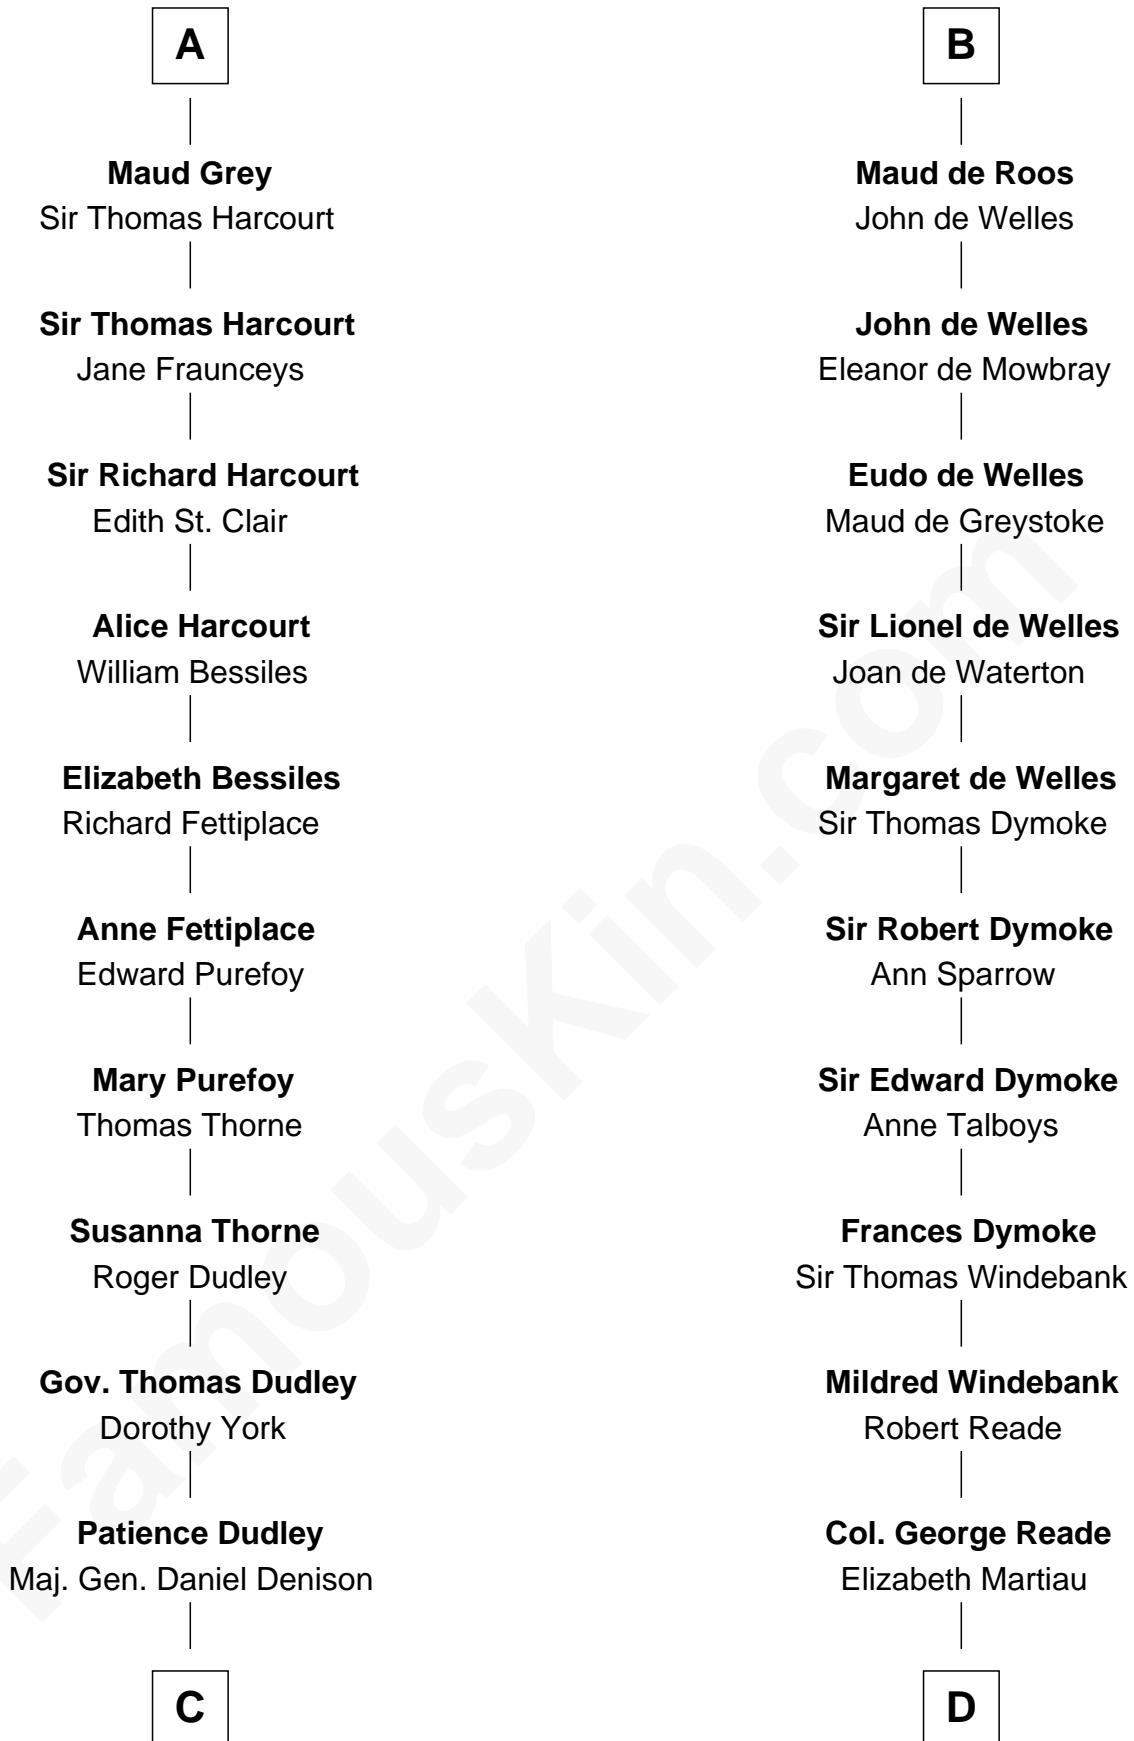 A
Maud Grey
Sir Thomas Harcourt
Sir Thomas Harcourt
Jane Fraunceys
Sir Richard Harcourt
Edith St. Clair
Alice Harcourt
William Bessiles
Elizabeth Bessiles
Richard Fettiplace
Anne Fettiplace
Edward Purefoy
Mary Purefoy
Thomas Thorne
Susanna Thorne
Roger Dudley
Gov. Thomas Dudley
Dorothy York
Patience Dudley
Maj. Gen. Daniel Denison
C
B
Maud de Roos
John de Welles
John de Welles
Eleanor de Mowbray
Eudo de Welles
Maud de Greystoke
Sir Lionel de Welles
Joan de Waterton
Margaret de Welles
Sir Thomas Dymoke
Sir Robert Dymoke
Ann Sparrow
Sir Edward Dymoke
Anne Talboys
Frances Dymoke
Sir Thomas Windebank
Mildred Windebank
Robert Reade
Col. George Reade
Elizabeth Martiau
D
FamousKin.com